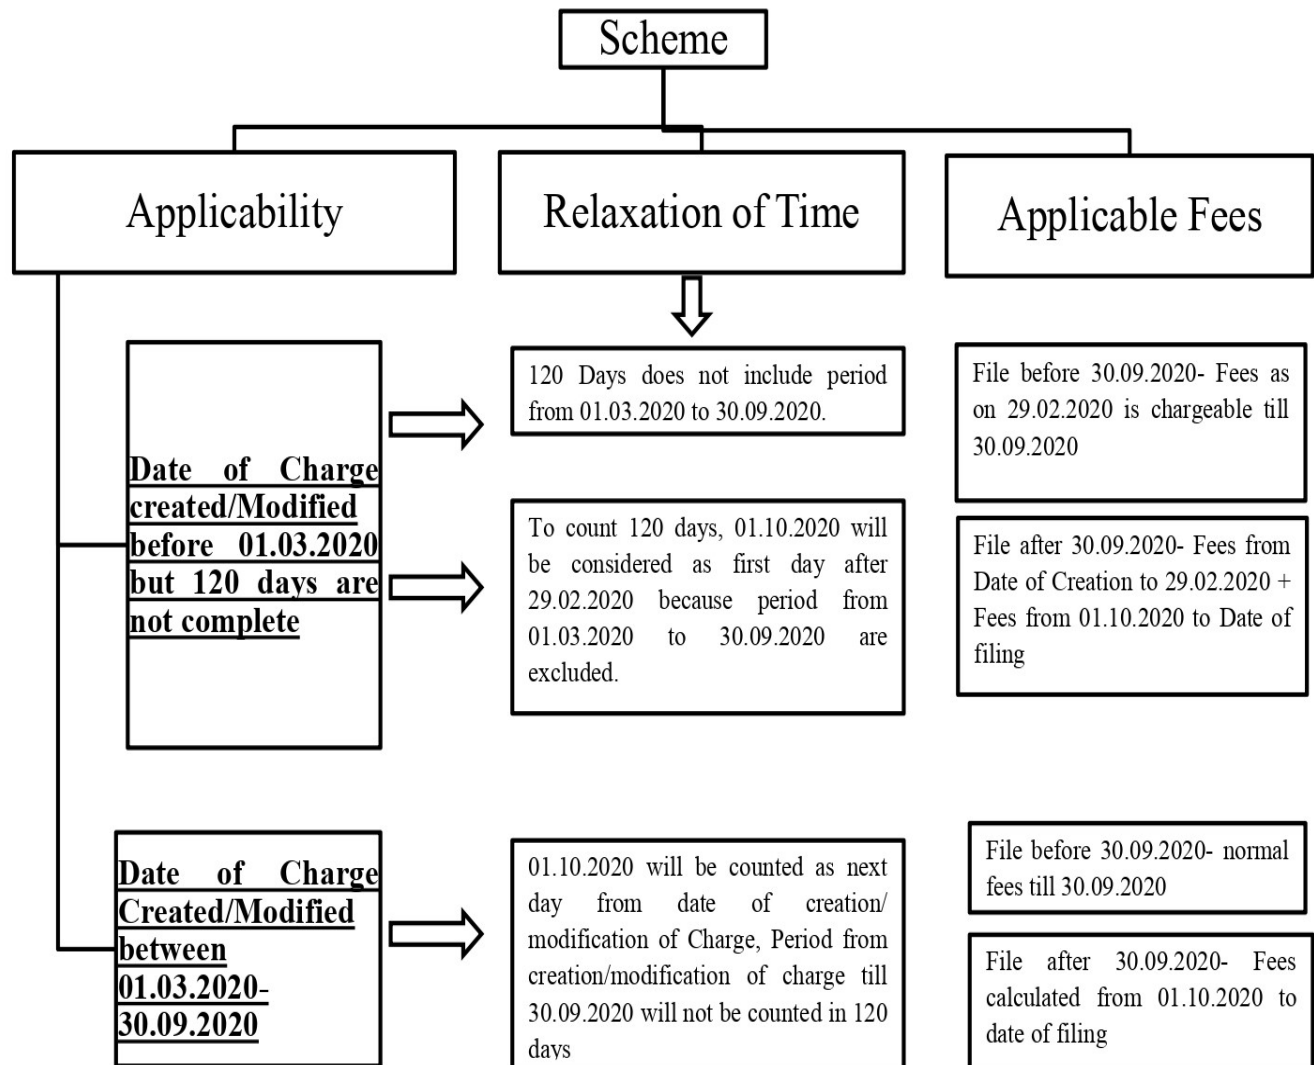 Scheme
Applicability
Relaxation of Time
Applicable Fees
Date of Charge
created/Modified
before 01.03.2020
but 120 days are
not complete
120 Days does not include period
from 01.03.2020 to 30.09.2020.
To count 120 days, 01.10.2020 will
be considered as first day after
29.02.2020 because period from
01.03.2020 to 30.09.2020 are
excluded.
File before 30.09.2020- Fees as
on 29.02.2020 is chargeable till
30.09.2020
File after 30.09.2020- Fees from
Date of Creation to 29.02.2020 +
Fees from 01.10.2020 to Date of
filing
Date of Charge
Created/Modified
between
01.03.2020-
30.09.2020
01.10.2020 will be counted as next
day from date of creation/
modification of Charge, Period from
creation/modification of charge till
30.09.2020 will not be counted in 120
days
File before 30.09.2020- normal
fees till 30.09.2020
File after 30.09.2020- Fees
calculated from 01.10.2020 to
date of filing